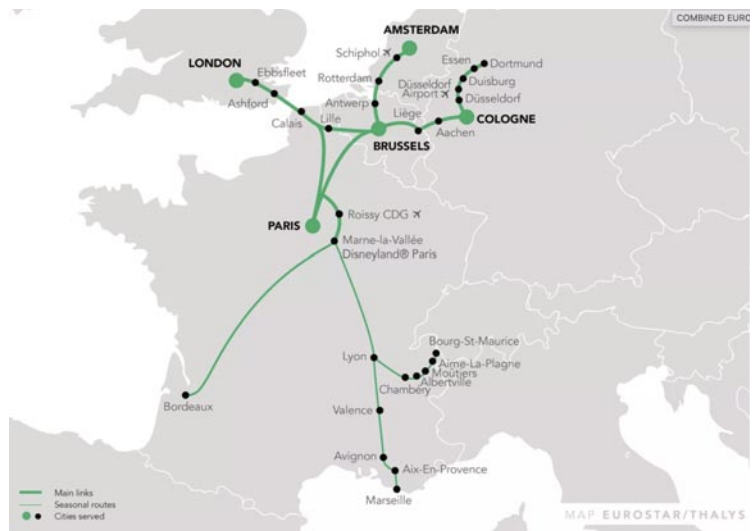 COMBINED EURO
AMSTERDAM
Schiphol
LONDON
Ebbsfleet
Ashford
Calais
Lille
Rotterdam
Antwerp
BRUSSELS
Liège
Aachen
COLOGNE
Düsseldorf
Airport
Düsseldorf
Duisburg
Essen
Dortmund
PARIS
Roissy CDG
Marne-la-Vallée
Disneyland® Paris
Bordeaux
Lyon
Chambéry
Albertville
Moûtiers
Aime-La-Plagne
Bourg-St-Maurice
Valence
Avignon
Aix-En-Provence
Marseille
Main links
Seasonal routes
Cities served
MAP EUROSTAR/THALYS